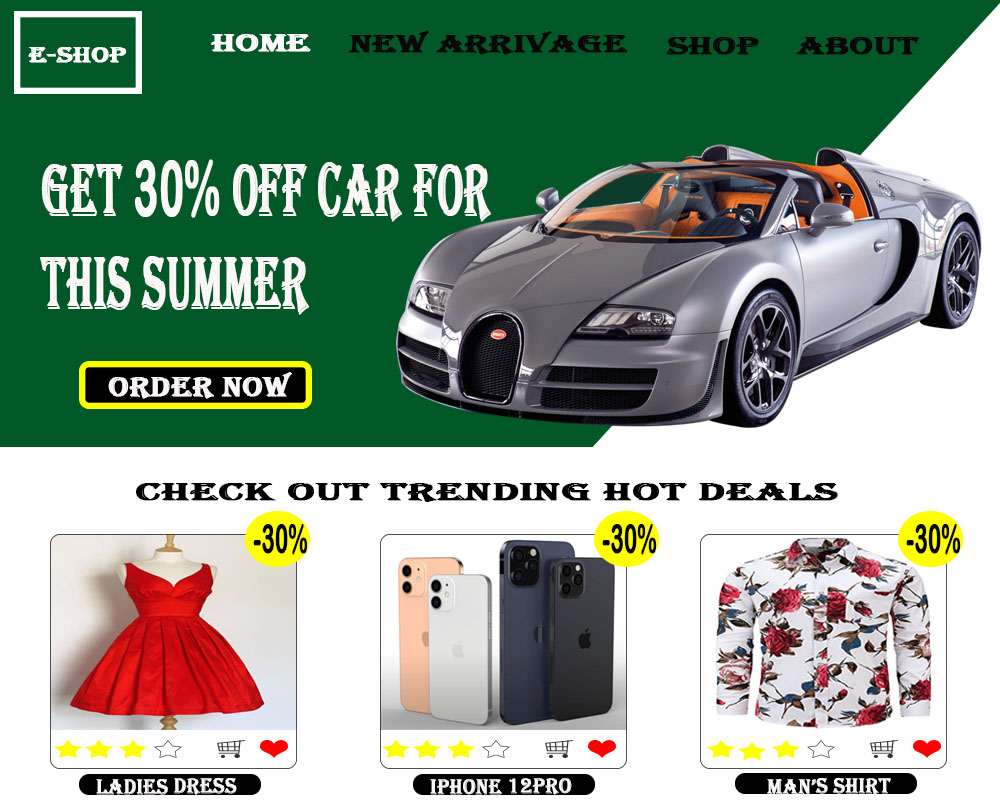 E-SHOP
HOME NEW ARRIVAGE SHOP ABOUT
GET 30% OFF CAR FOR
THIS SUMMER
ORDER NOW
CHECK OUT TRENDING HOT DEALS
-30% -30% -30%
LADIES DRESS IPHONE 12PRO MAN'S SHIRT